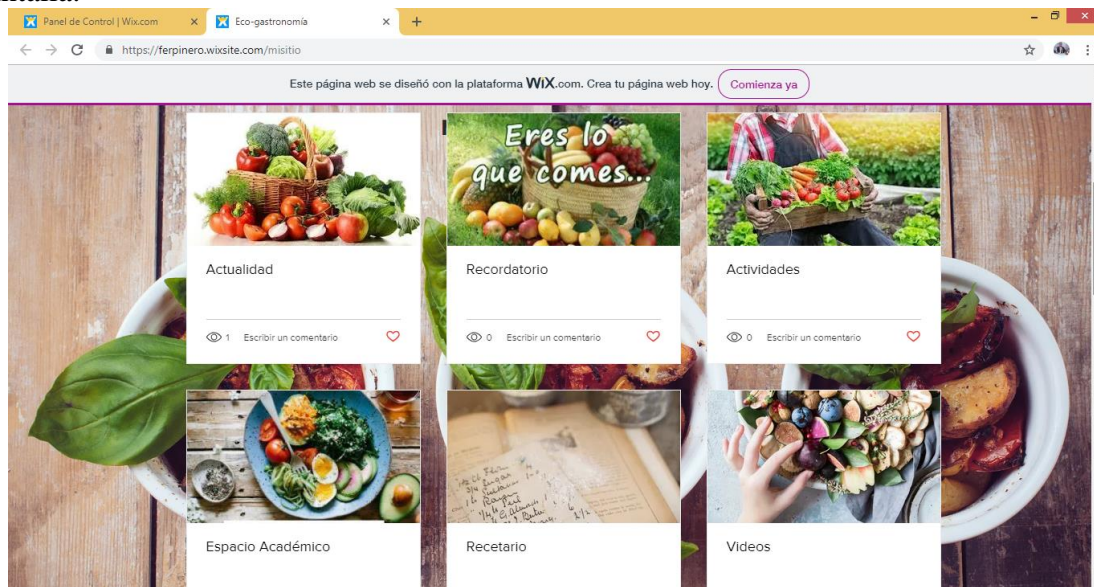 Panel de Control | Wix.com
Eco-gastronomía
https://ferpinero.wixsite.com/misitio
Este página web se diseñó con la plataforma WiX.com. Crea tu página web hoy. Comienza ya
Eres lo
que comes...
Actualidad
Recordatorio
Actividades
1 Escribir un comentario
0 Escribir un comentario
0 Escribir un comentario
Espacio Académico
Recetario
Videos